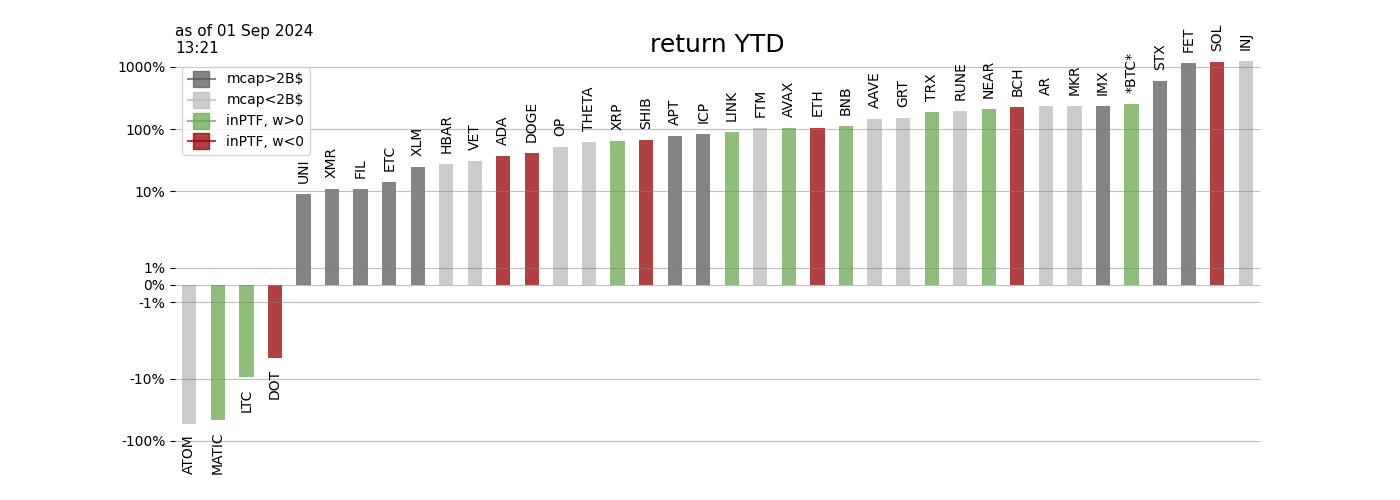 as of 01 Sep 2024
13:21
return YTD
mcap>2B$
mcap<2B$
inPTF, w>0
inPTF, w<0
1000%
100%
10%
1%
0%
-1%
-10%
-100%
ATOM
MATIC
LTC
DOT
UNI
XMR
FIL
ETC
XLM
HBAR
VET
ADA
DOGE
OP
THETA
XRP
SHIB
APT
ICP
LINK
FTM
AVAX
ETH
BNB
AAVE
GRT
TRX
RUNE
NEAR
BCH
AR
MKR
IMX
*BTC*
STX
FET
SOL
INJ